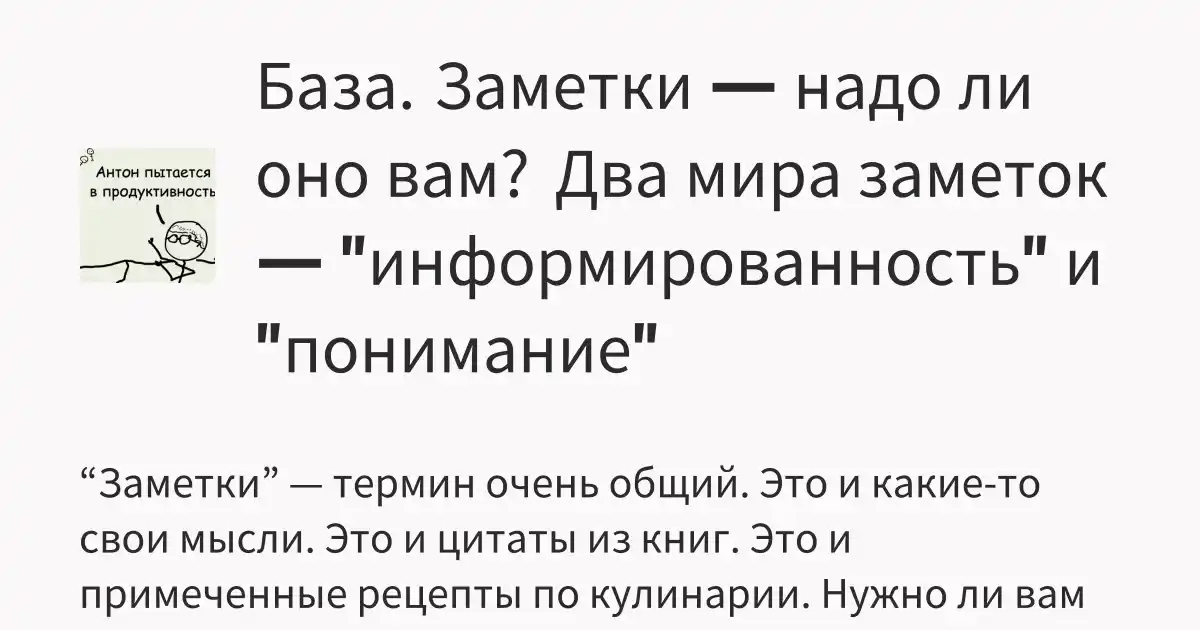 База. Заметки — надо ли
оно вам? Два мира заметок
— "информированность" и
"понимание"
Антон пытается
в продуктивность
“Заметки” — термин очень общий. Это и какие-то
свои мысли. Это и цитаты из книг. Это и
примеченные рецепты по кулинарии. Нужно ли вам